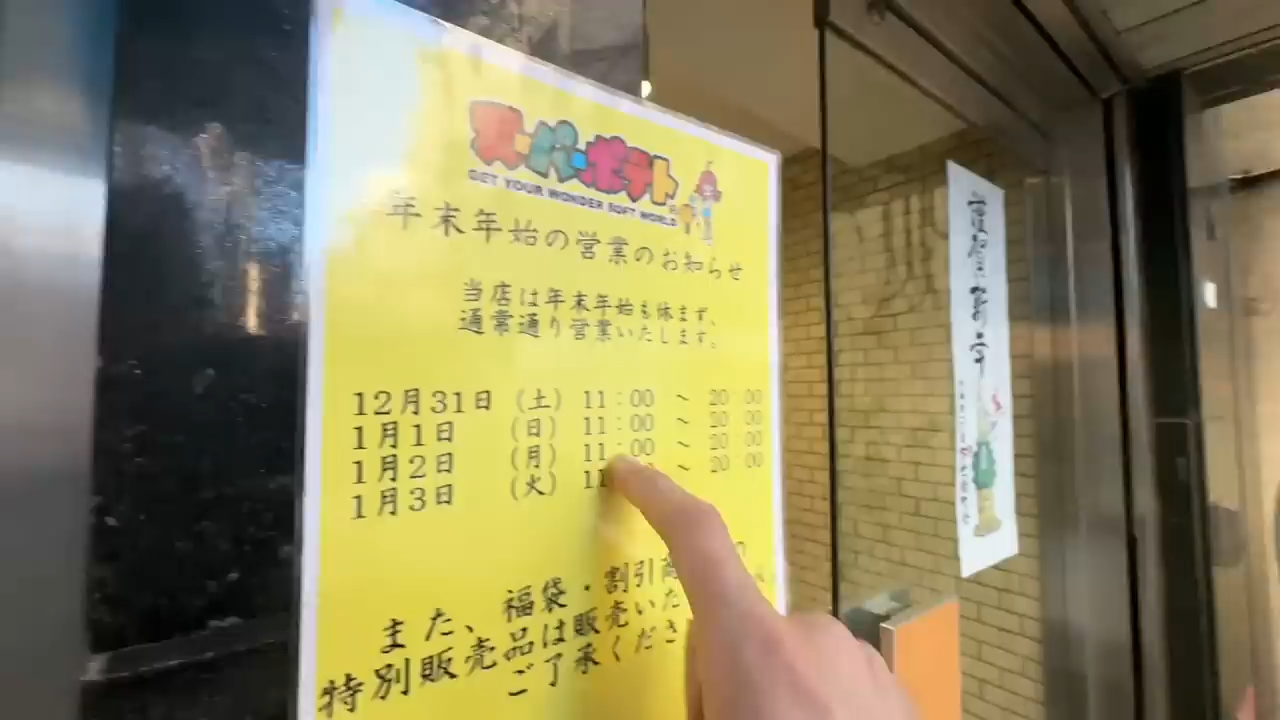 スーパーポテト
GET YOUR WONDER SOFT WORLD
年末年始の営業のお知らせ
当店は年末年始も休まず、
通常通り営業いたします。
12月31日 (土) 11:00 ~ 20:00
1月1日 (日) 11:00 ~ 20:00
1月2日 (月) 11:00 ~ 20:00
1月3日 (火) 11 ~ 20:00
また、福袋・割引
特別販売品は販売いた
ご了承くださ
謹賀新年